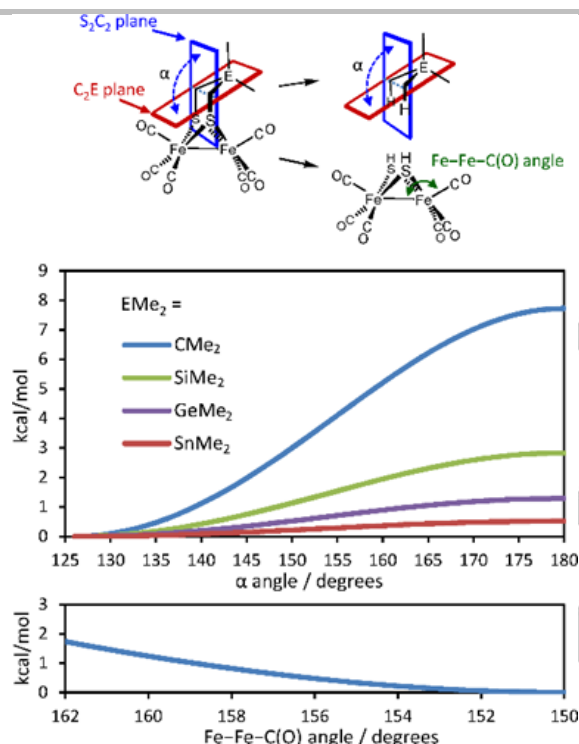 S₂C₂ plane
α
C₂E plane
E
S
S
OC
Fe
Fe
CO
OC
C
O
C
O
CO
α
E
H
H
H
S
H
S
Fe–Fe–C(O) angle
OC
Fe
Fe
CO
OC
C
O
C
O
CO
9
8
7
6
5
4
3
2
1
0
kcal/mol
EMe₂ =
CMe₂
SiMe₂
GeMe₂
SnMe₂
125 130 135 140 145 150 155 160 165 170 175 180
α angle / degrees
3
2
1
0
kcal/mol
162 160 158 156 154 152 150
Fe–Fe–C(O) angle / degrees